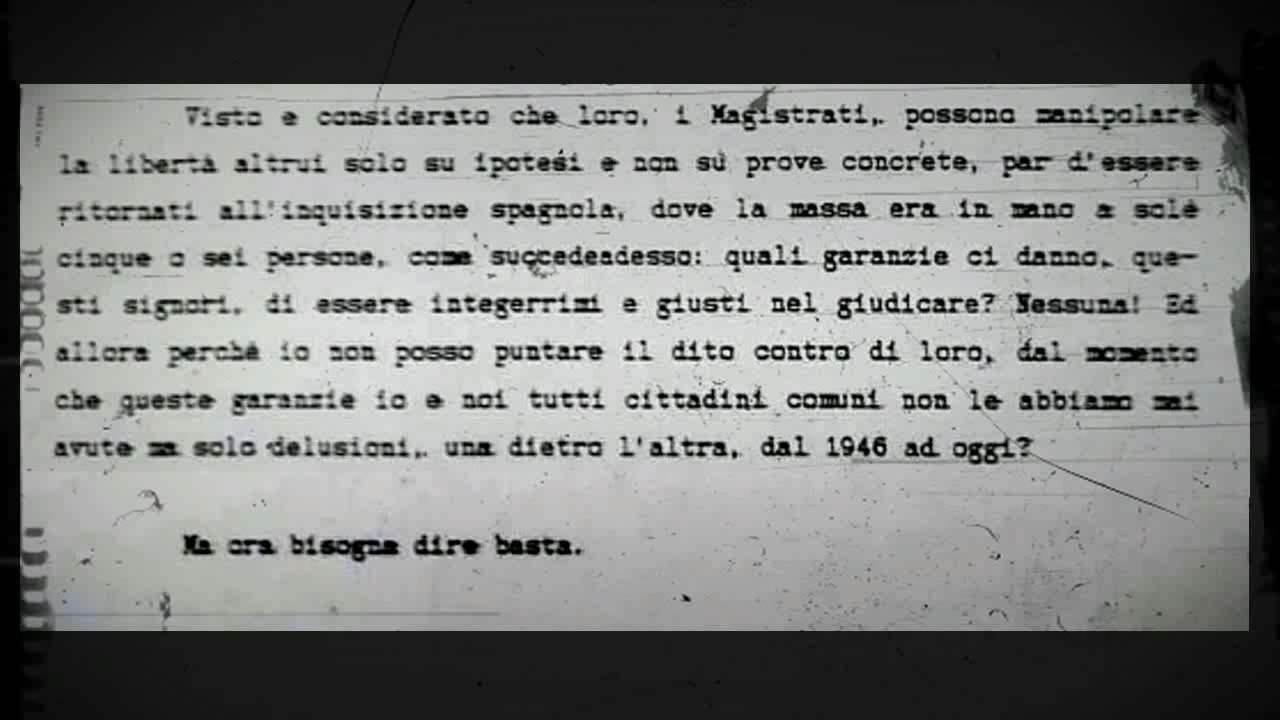 Visto e considerato che loro, i Magistrati, possono manipolare
la libertà altrui solo su ipotesi e non su prove concrete, par d'essere
ritornati all'inquisizione spagnola, dove la massa era in mano a sole
cinque o sei persone, come succedeadesso: quali garanzie ci danno, que-
sti signori, di essere integerrimi e giusti nel giudicare? Nessuna! Ed
allora perchè io non posso puntare il dito contro di loro, dal momento
che queste garanzie io e noi tutti cittadini comuni non le abbiamo mai
avute ma solo delusioni, una dietro l'altra, dal 1946 ad oggi?
Ma ora bisogna dire basta.